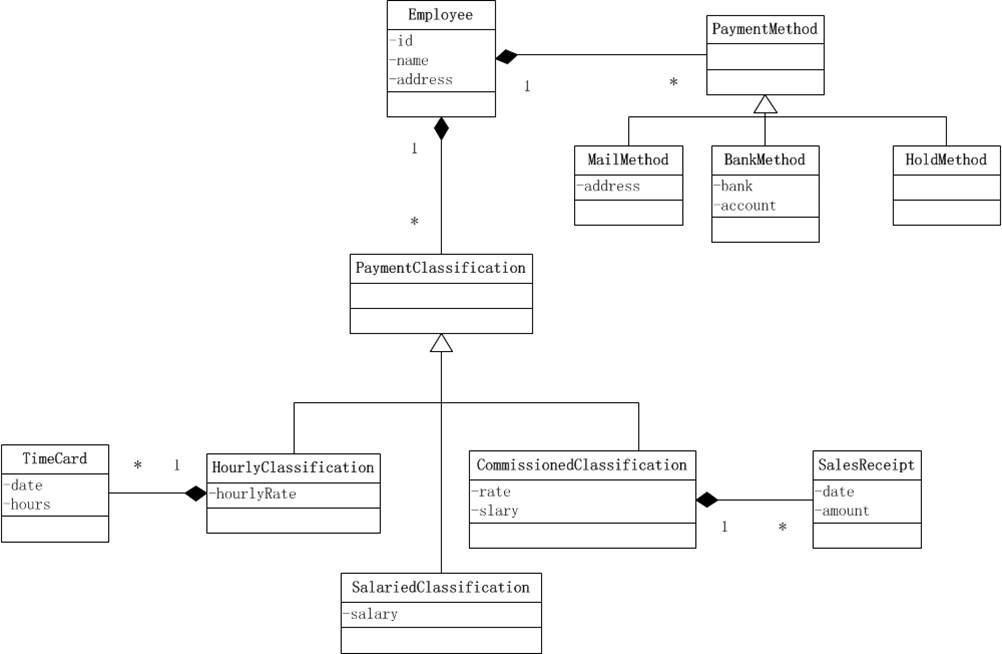 Employee
-id
-name
-address
1
*
PaymentMethod
MailMethod
-address
BankMethod
-bank
-account
HoldMethod
1
*
PaymentClassification
TimeCard
-date
-hours
*
1
HourlyClassification
-hourlyRate
CommissionedClassification
-rate
-slary
1
*
SalesReceipt
-date
-amount
SalariedClassification
-salary